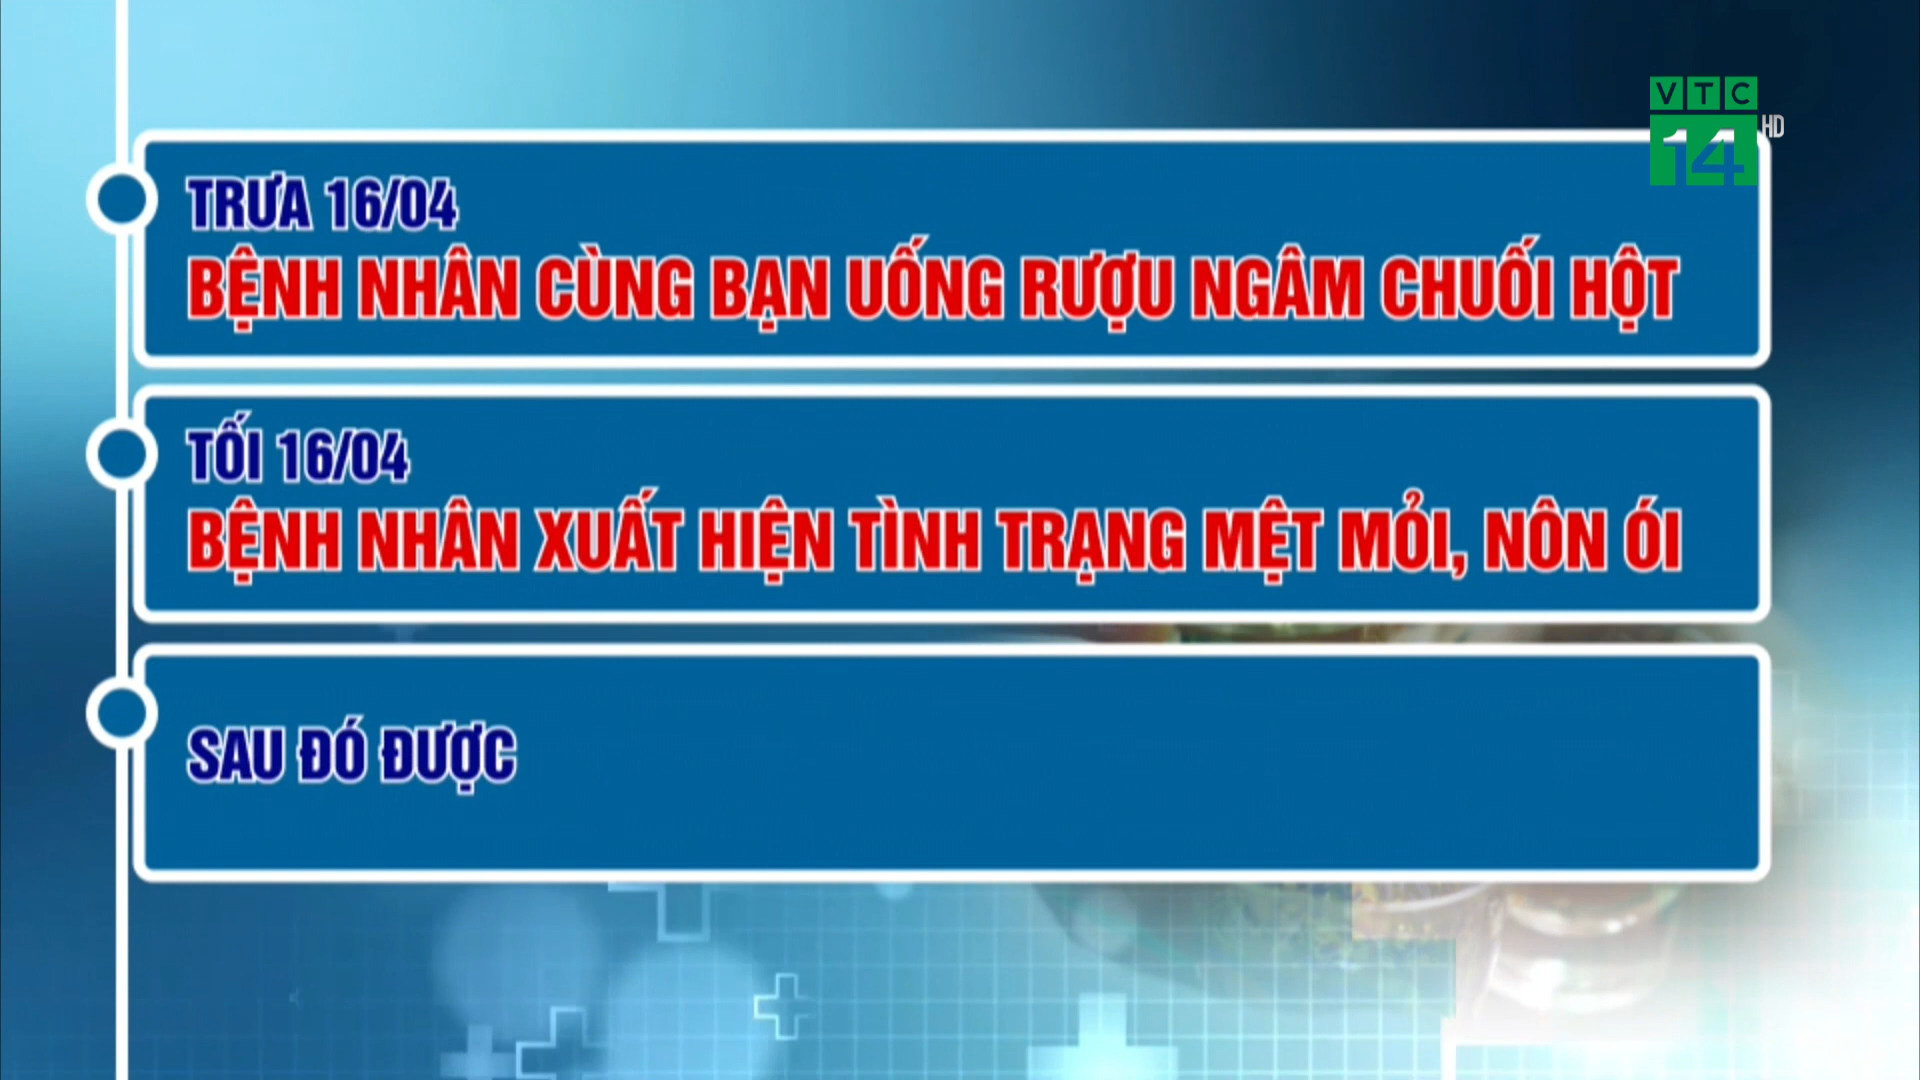 VTC
14 HD
TRƯA 16/04
BỆNH NHÂN CÙNG BẠN UỐNG RƯỢU NGÂM CHUỐI HỘT
TỐI 16/04
BỆNH NHÂN XUẤT HIỆN TÌNH TRẠNG MỆT MỎI, NÔN ÓI
SAU ĐÓ ĐƯỢC